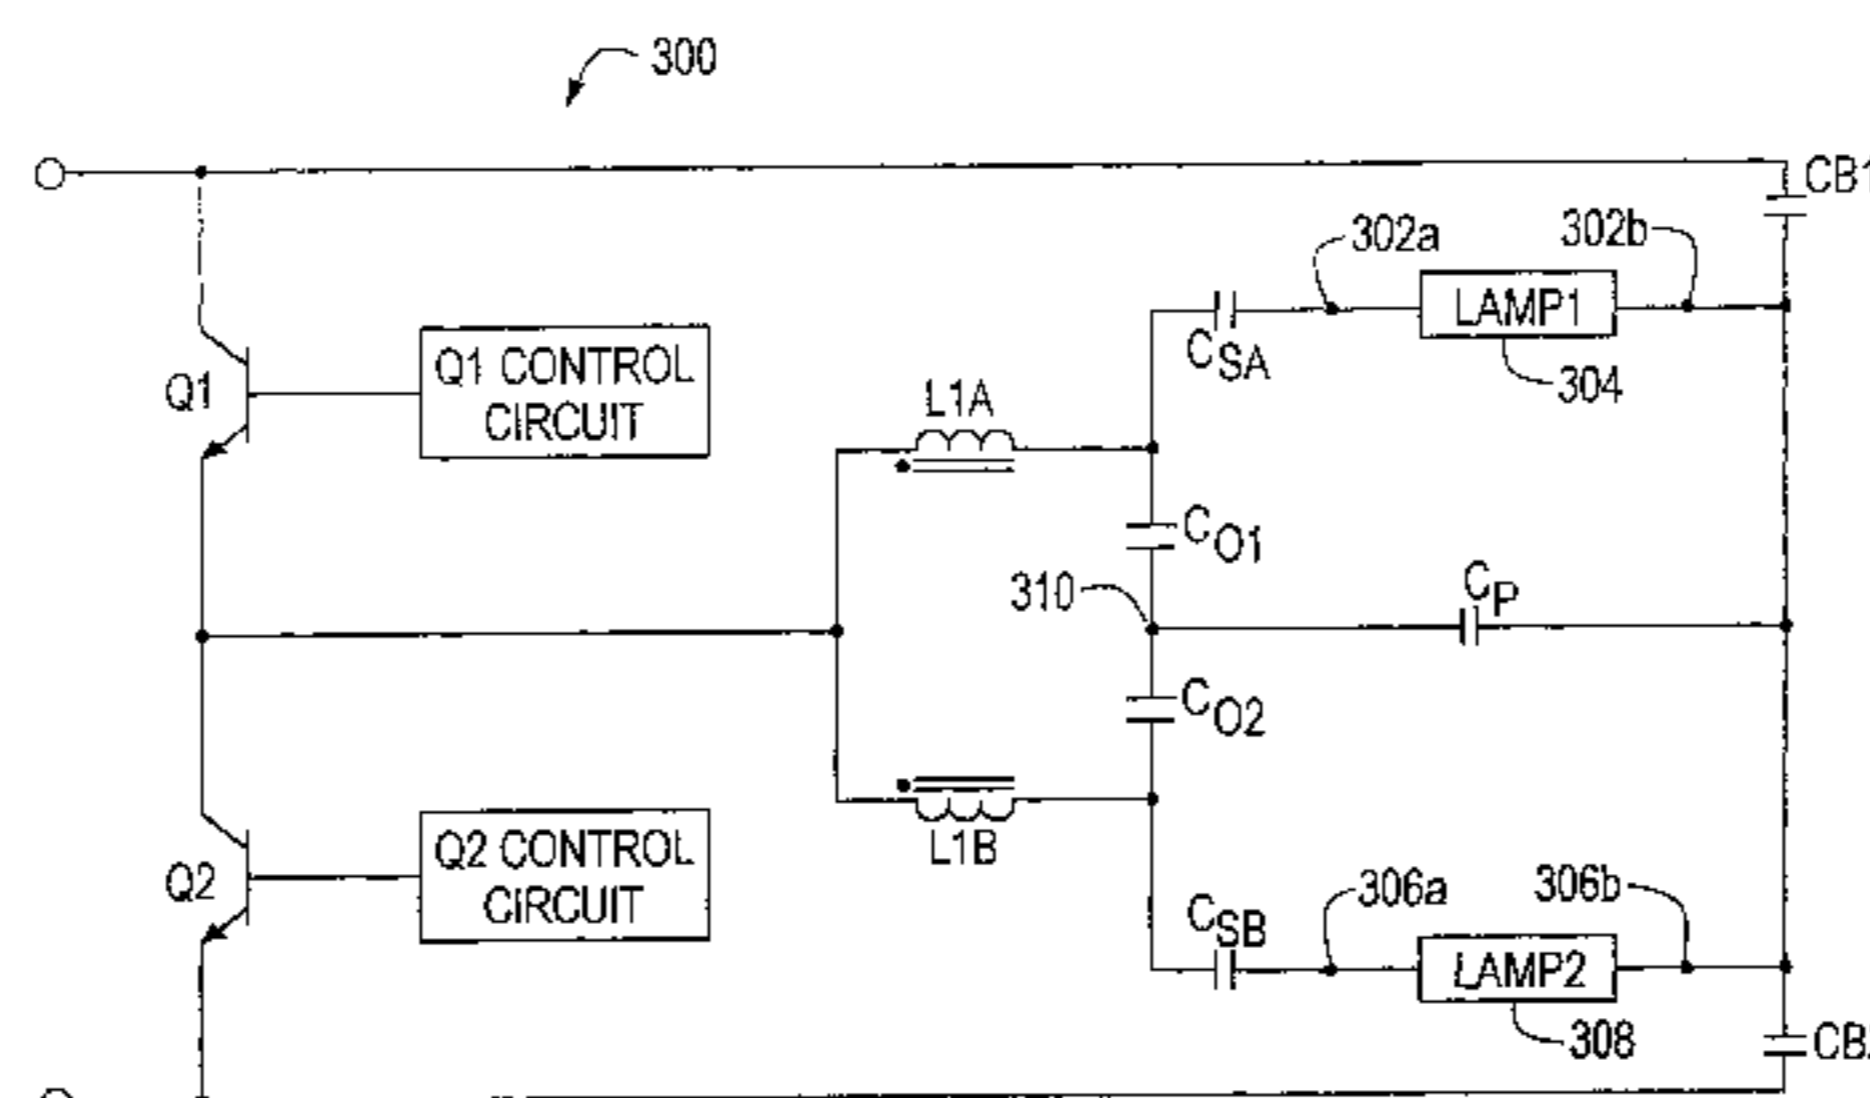 300
CB1
302a
302b
LAMP1
CSA
304
Q1
Q1 CONTROL
CIRCUIT
L1A
CO1
310
CP
CO2
L1B
Q2
Q2 CONTROL
CIRCUIT
CSB
306a
306b
LAMP2
308
CB